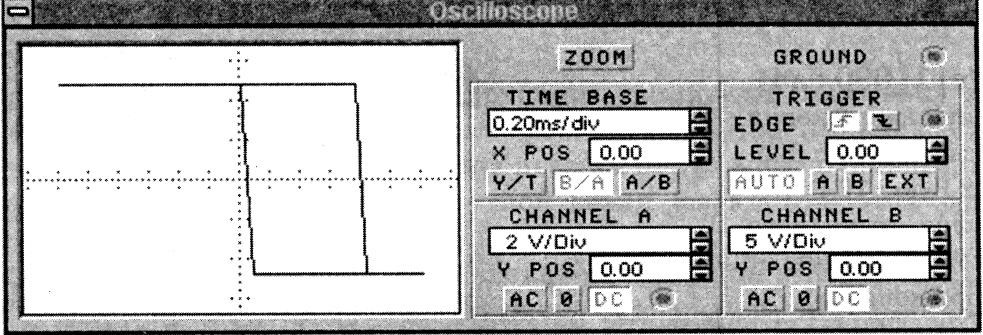 Oscilloscope
ZOOM
GROUND
TIME BASE
0.20ms/div
X POS 0.00
Y/T B/A A/B
TRIGGER
EDGE
LEVEL 0.00
AUTO A B EXT
CHANNEL A
2 V/Div
Y POS 0.00
AC 0 DC
CHANNEL B
5 V/Div
Y POS 0.00
AC 0 DC